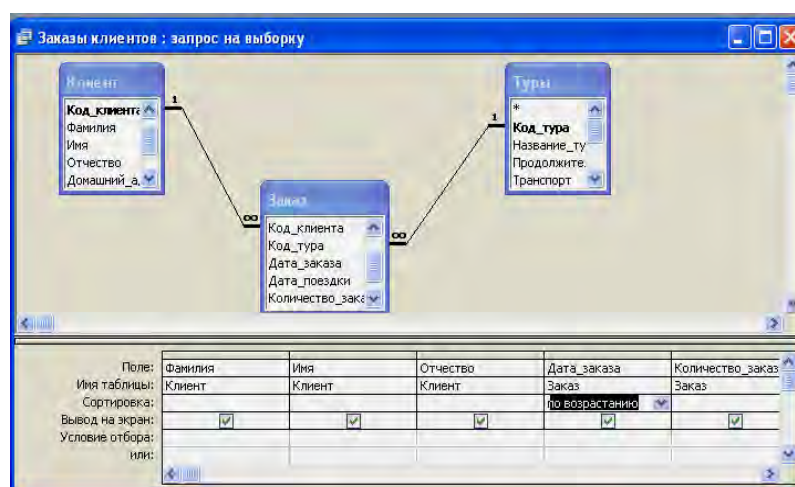 Заказы клиентов : запрос на выборку
Клиент
Код_клиента
Фамилия
Имя
Отчество
Домашний_а
1
Туры
*
Код_тура
Название_ту
Продолжите.
Транспорт
1
Заказ
Код_клиента
Код_тура
Дата_заказа
Дата_поездки
Количество_зака
∞
∞
Поле: Фамилия Имя Отчество Дата_заказа Количество_заказ
Имя таблицы: Клиент Клиент Клиент Заказ Заказ
Сортировка: по возрастанию
Вывод на экран:
Условие отбора:
или: